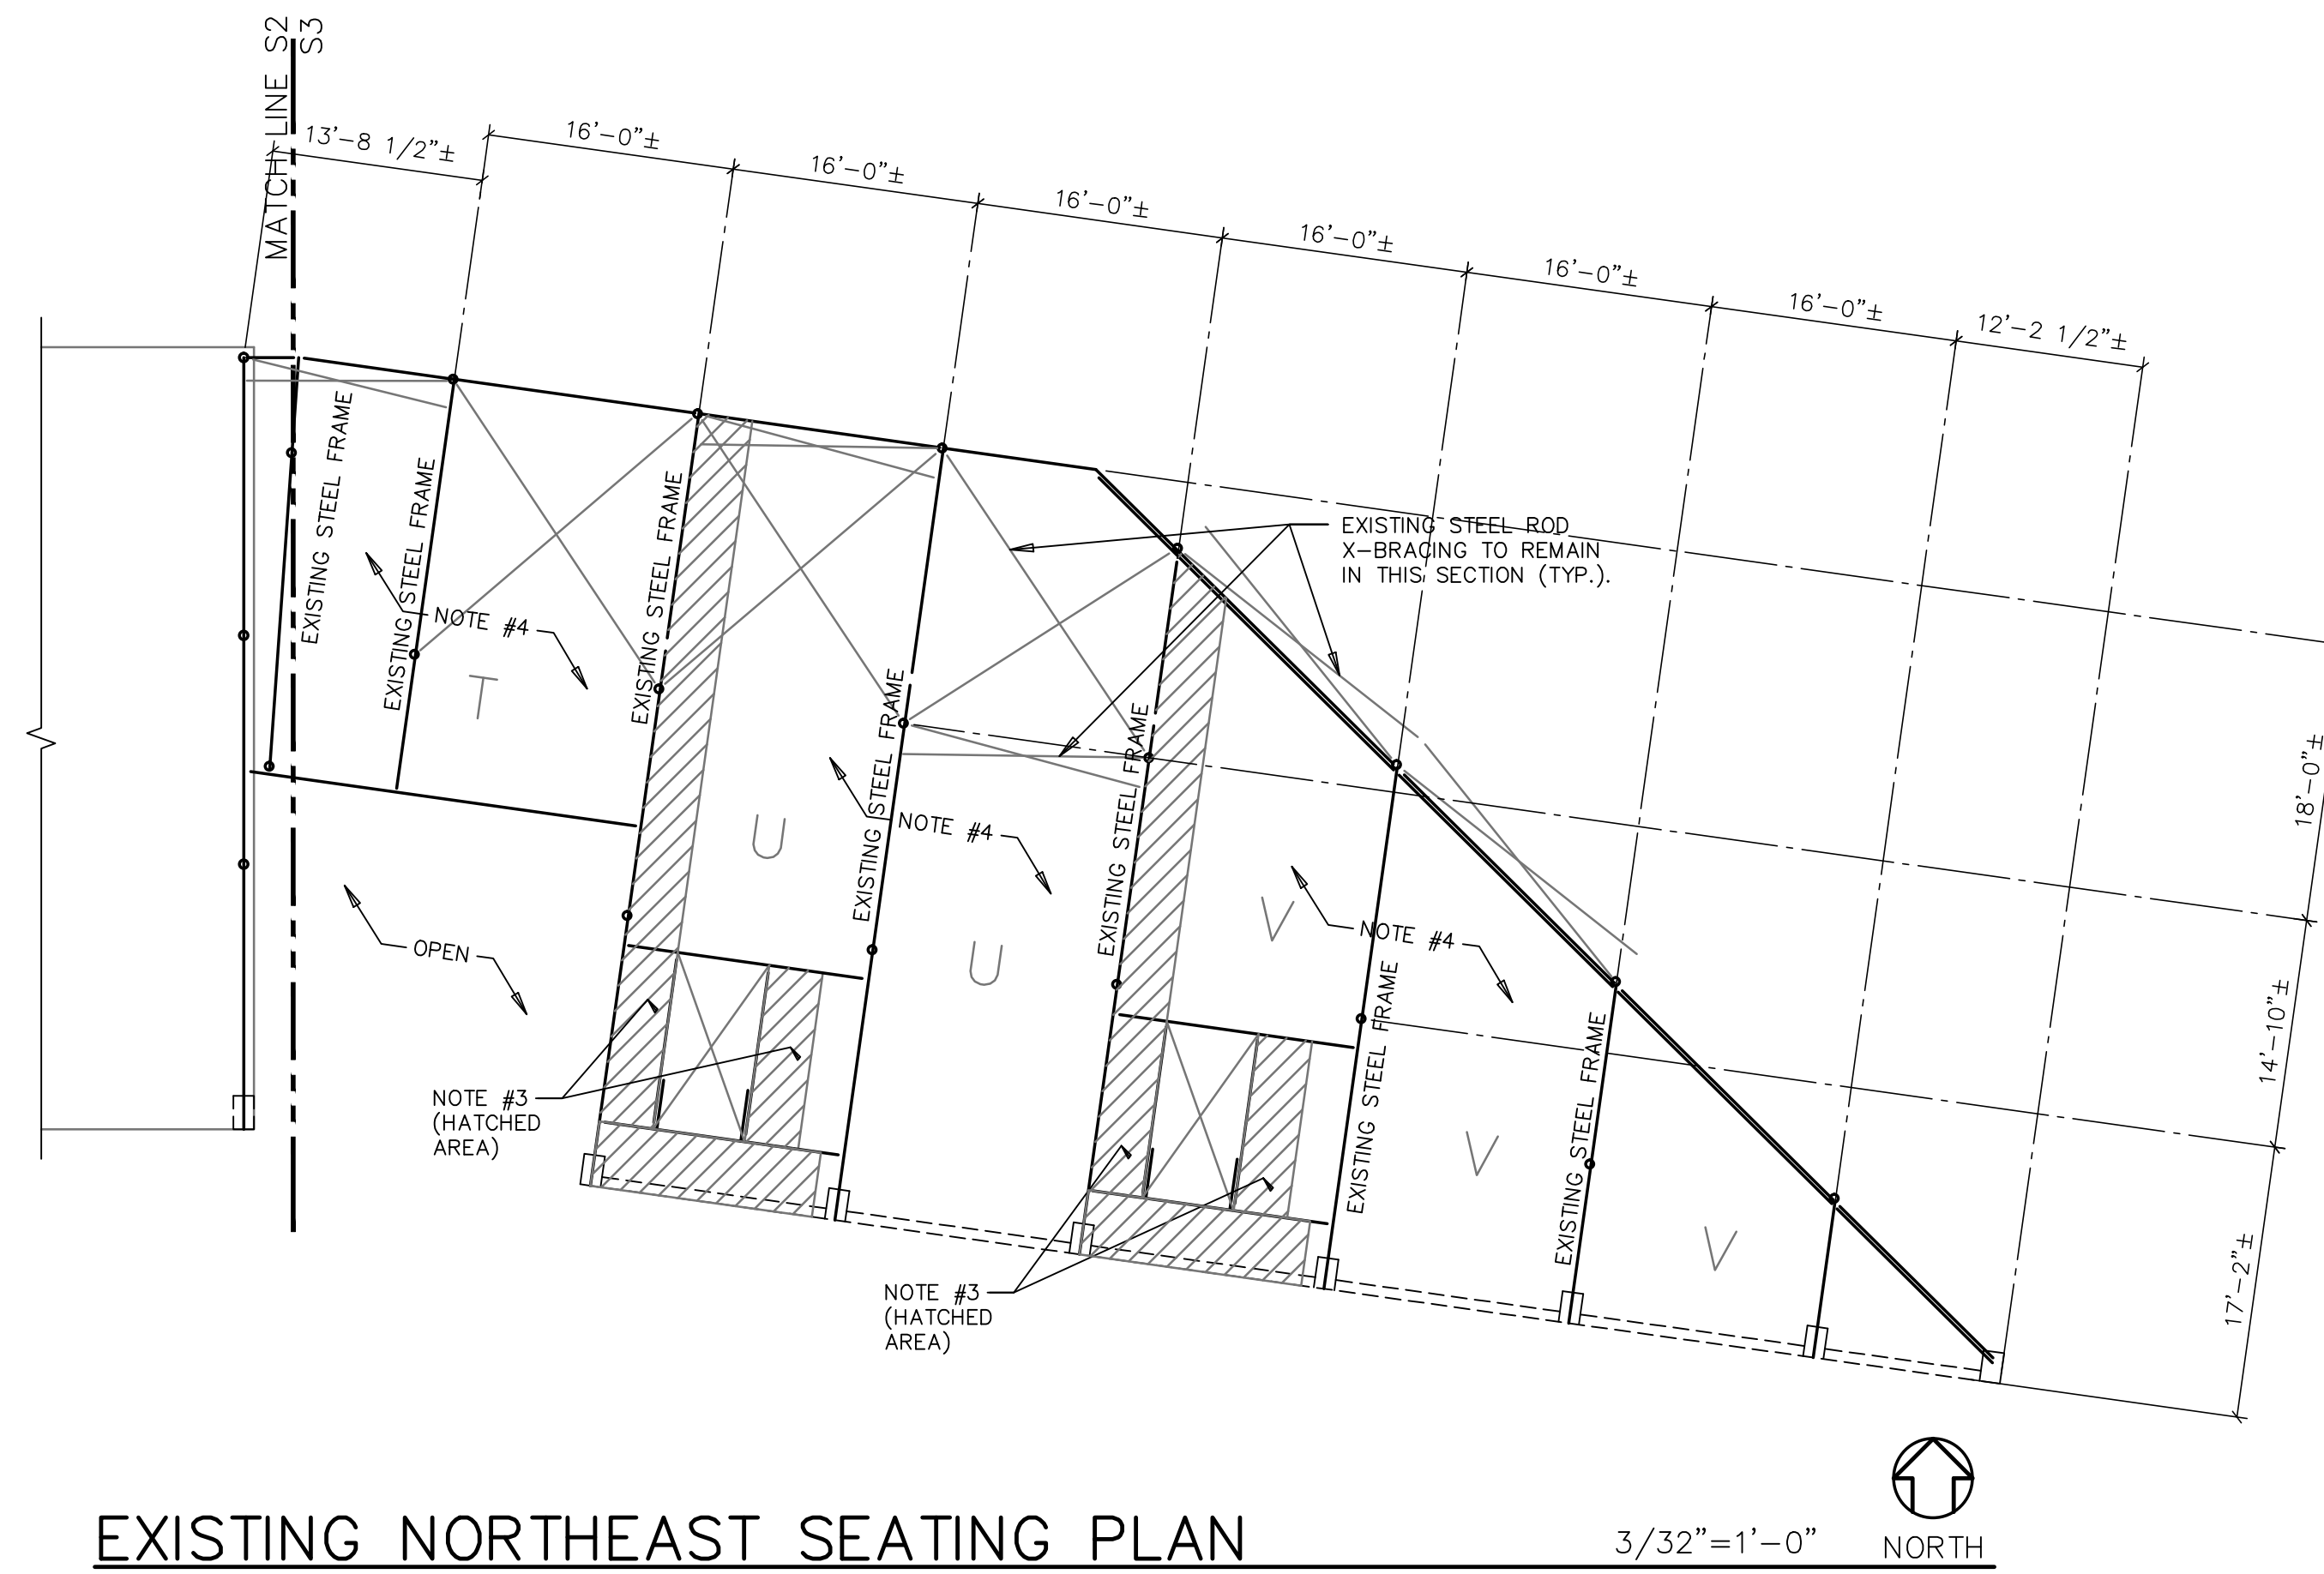 MATCH LINE S2
S3
13'-8 1/2"±
16'-0"±
16'-0"±
16'-0"±
16'-0"±
16'-0"±
16'-0"±
12'-2 1/2"±
EXISTING STEEL FRAME
EXISTING STEEL FRAME
EXISTING STEEL FRAME
EXISTING STEEL FRAME
EXISTING STEEL FRAME
EXISTING STEEL FRAME
EXISTING STEEL FRAME
EXISTING STEEL ROD
X-BRACING TO REMAIN
IN THIS SECTION (TYP.).
NOTE #4
T
U
NOTE #4
U
V
NOTE #4
V
V
OPEN
18'-0"±
14'-10"±
17'-2"±
NOTE #3
(HATCHED
AREA)
NOTE #3
(HATCHED
AREA)
EXISTING NORTHEAST SEATING PLAN
3/32"=1'-0"
NORTH